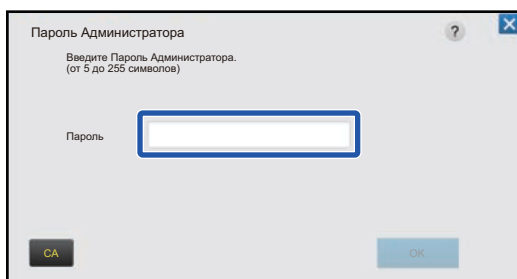 Пароль Администратора
?
Введите Пароль Администратора.
(от 5 до 255 символов)
Пароль
CA
OK